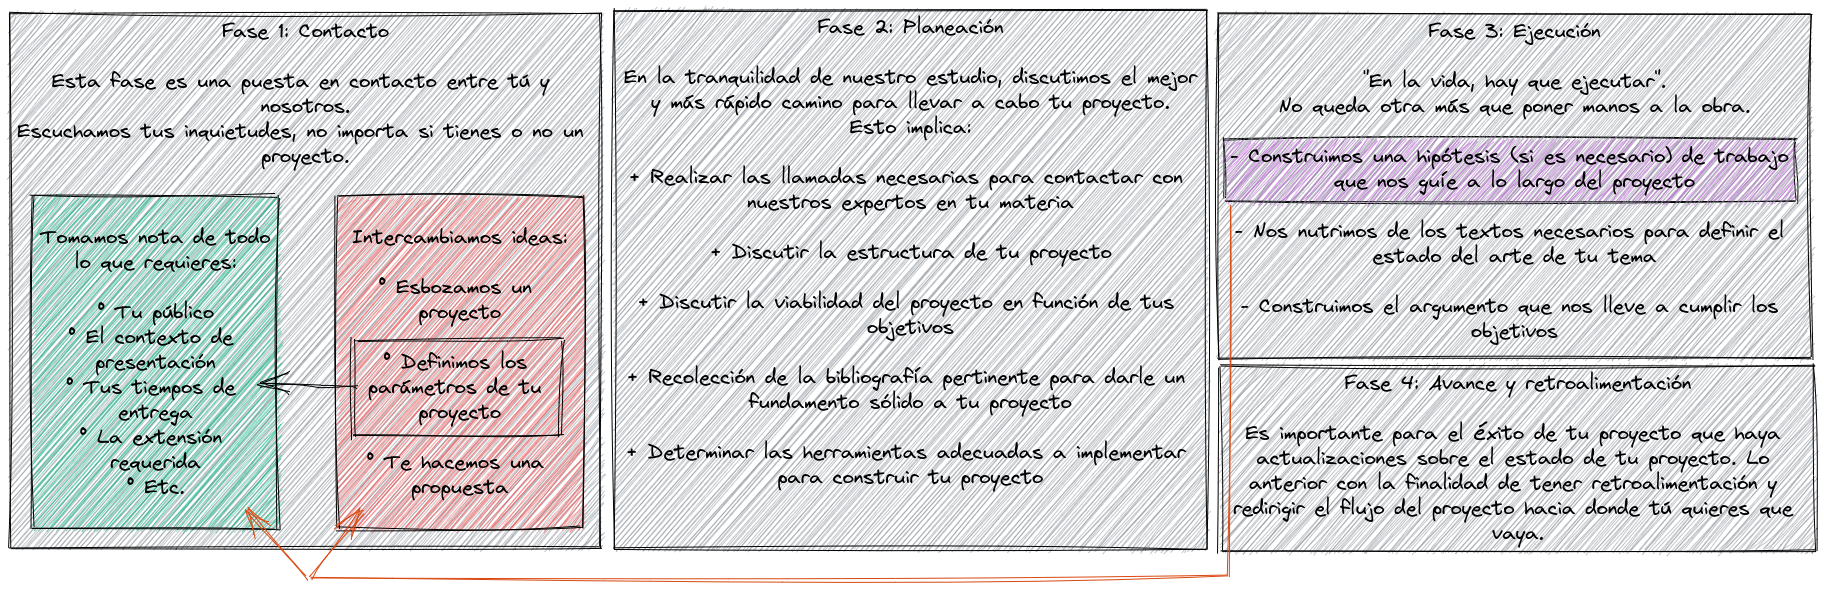 Fase 1: Contacto
Esta fase es una puesta en contacto entre tú y
nosotros.
Escuchamos tus inquietudes, no importa si tienes o no un
proyecto.
Tomamos nota de todo
lo que requieres:
° Tu público
° El contexto de
presentación
° Tus tiempos de
entrega
° La extensión
requerida
° Etc.
Intercambiamos ideas:
° Esbozamos un
proyecto
° Definimos los
parámetros de tu
proyecto
° Te hacemos una
propuesta
Fase 2: Planeación
En la tranquilidad de nuestro estudio, discutimos el mejor
y más rápido camino para llevar a cabo tu proyecto.
Esto implica:
+ Realizar las llamadas necesarias para contactar con
nuestros expertos en tu materia
+ Discutir la estructura de tu proyecto
+ Discutir la viabilidad del proyecto en función de tus
objetivos
+ Recolección de la bibliografía pertinente para darle un
fundamento sólido a tu proyecto
+ Determinar las herramientas adecuadas a implementar
para construir tu proyecto
Fase 3: Ejecución
"En la vida, hay que ejecutar".
No queda otra más que poner manos a la obra.
- Construimos una hipótesis (si es necesario) de trabajo
que nos guíe a lo largo del proyecto
- Nos nutrimos de los textos necesarios para definir el
estado del arte de tu tema
- Construimos el argumento que nos lleve a cumplir los
objetivos
Fase 4: Avance y retroalimentación
Es importante para el éxito de tu proyecto que haya
actualizaciones sobre el estado de tu proyecto. Lo
anterior con la finalidad de tener retroalimentación y
redirigir el flujo del proyecto hacia donde tú quieres que
vaya.